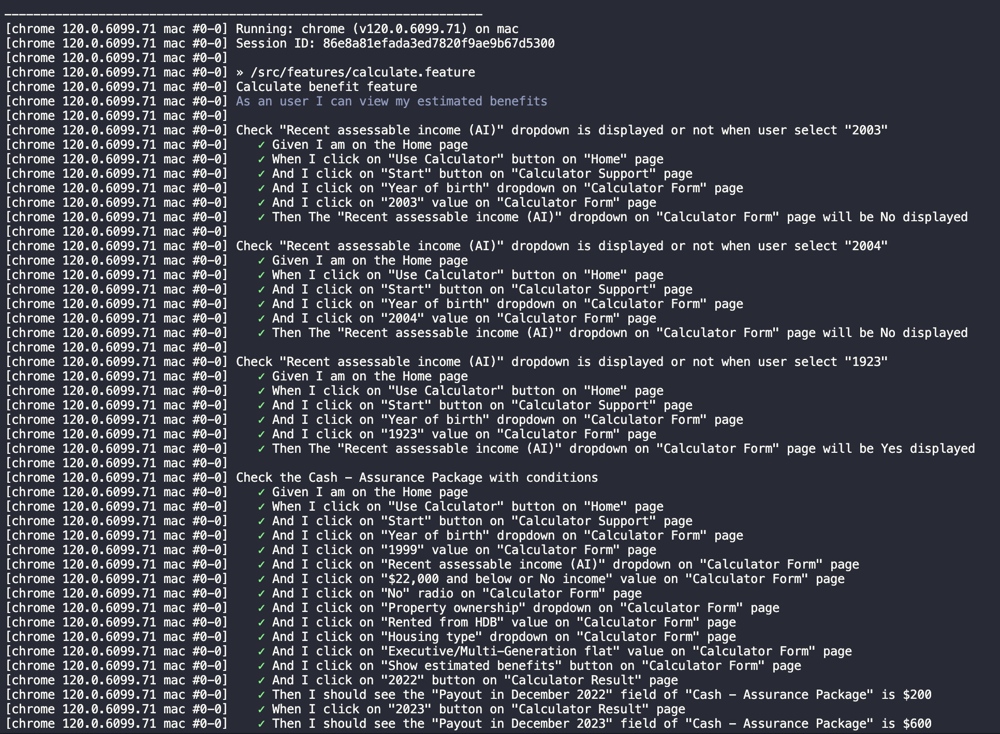 ------------------------------------------------------------------
[chrome 120.0.6099.71 mac #0-0] Running: chrome (v120.0.6099.71) on mac
[chrome 120.0.6099.71 mac #0-0] Session ID: 86e8a81efada3ed7820f9ae9b67d5300
[chrome 120.0.6099.71 mac #0-0]
[chrome 120.0.6099.71 mac #0-0] » /src/features/calculate.feature
[chrome 120.0.6099.71 mac #0-0] Calculate benefit feature
[chrome 120.0.6099.71 mac #0-0] As an user I can view my estimated benefits
[chrome 120.0.6099.71 mac #0-0]
[chrome 120.0.6099.71 mac #0-0] Check "Recent assessable income (AI)" dropdown is displayed or not when user select "2003"
[chrome 120.0.6099.71 mac #0-0]    ✓ Given I am on the Home page
[chrome 120.0.6099.71 mac #0-0]    ✓ When I click on "Use Calculator" button on "Home" page
[chrome 120.0.6099.71 mac #0-0]    ✓ And I click on "Start" button on "Calculator Support" page
[chrome 120.0.6099.71 mac #0-0]    ✓ And I click on "Year of birth" dropdown on "Calculator Form" page
[chrome 120.0.6099.71 mac #0-0]    ✓ And I click on "2003" value on "Calculator Form" page
[chrome 120.0.6099.71 mac #0-0]    ✓ Then The "Recent assessable income (AI)" dropdown on "Calculator Form" page will be No displayed
[chrome 120.0.6099.71 mac #0-0]
[chrome 120.0.6099.71 mac #0-0] Check "Recent assessable income (AI)" dropdown is displayed or not when user select "2004"
[chrome 120.0.6099.71 mac #0-0]    ✓ Given I am on the Home page
[chrome 120.0.6099.71 mac #0-0]    ✓ When I click on "Use Calculator" button on "Home" page
[chrome 120.0.6099.71 mac #0-0]    ✓ And I click on "Start" button on "Calculator Support" page
[chrome 120.0.6099.71 mac #0-0]    ✓ And I click on "Year of birth" dropdown on "Calculator Form" page
[chrome 120.0.6099.71 mac #0-0]    ✓ And I click on "2004" value on "Calculator Form" page
[chrome 120.0.6099.71 mac #0-0]    ✓ Then The "Recent assessable income (AI)" dropdown on "Calculator Form" page will be No displayed
[chrome 120.0.6099.71 mac #0-0]
[chrome 120.0.6099.71 mac #0-0] Check "Recent assessable income (AI)" dropdown is displayed or not when user select "1923"
[chrome 120.0.6099.71 mac #0-0]    ✓ Given I am on the Home page
[chrome 120.0.6099.71 mac #0-0]    ✓ When I click on "Use Calculator" button on "Home" page
[chrome 120.0.6099.71 mac #0-0]    ✓ And I click on "Start" button on "Calculator Support" page
[chrome 120.0.6099.71 mac #0-0]    ✓ And I click on "Year of birth" dropdown on "Calculator Form" page
[chrome 120.0.6099.71 mac #0-0]    ✓ And I click on "1923" value on "Calculator Form" page
[chrome 120.0.6099.71 mac #0-0]    ✓ Then The "Recent assessable income (AI)" dropdown on "Calculator Form" page will be Yes displayed
[chrome 120.0.6099.71 mac #0-0]
[chrome 120.0.6099.71 mac #0-0] Check the Cash - Assurance Package with conditions
[chrome 120.0.6099.71 mac #0-0]    ✓ Given I am on the Home page
[chrome 120.0.6099.71 mac #0-0]    ✓ When I click on "Use Calculator" button on "Home" page
[chrome 120.0.6099.71 mac #0-0]    ✓ And I click on "Start" button on "Calculator Support" page
[chrome 120.0.6099.71 mac #0-0]    ✓ And I click on "Year of birth" dropdown on "Calculator Form" page
[chrome 120.0.6099.71 mac #0-0]    ✓ And I click on "1999" value on "Calculator Form" page
[chrome 120.0.6099.71 mac #0-0]    ✓ And I click on "Recent assessable income (AI)" dropdown on "Calculator Form" page
[chrome 120.0.6099.71 mac #0-0]    ✓ And I click on "$22,000 and below or No income" value on "Calculator Form" page
[chrome 120.0.6099.71 mac #0-0]    ✓ And I click on "No" radio on "Calculator Form" page
[chrome 120.0.6099.71 mac #0-0]    ✓ And I click on "Property ownership" dropdown on "Calculator Form" page
[chrome 120.0.6099.71 mac #0-0]    ✓ And I click on "Rented from HDB" value on "Calculator Form" page
[chrome 120.0.6099.71 mac #0-0]    ✓ And I click on "Housing type" dropdown on "Calculator Form" page
[chrome 120.0.6099.71 mac #0-0]    ✓ And I click on "Executive/Multi-Generation flat" value on "Calculator Form" page
[chrome 120.0.6099.71 mac #0-0]    ✓ And I click on "Show estimated benefits" button on "Calculator Form" page
[chrome 120.0.6099.71 mac #0-0]    ✓ And I click on "2022" button on "Calculator Result" page
[chrome 120.0.6099.71 mac #0-0]    ✓ Then I should see the "Payout in December 2022" field of "Cash - Assurance Package" is $200
[chrome 120.0.6099.71 mac #0-0]    ✓ When I click on "2023" button on "Calculator Result" page
[chrome 120.0.6099.71 mac #0-0]    ✓ Then I should see the "Payout in December 2023" field of "Cash - Assurance Package" is $600